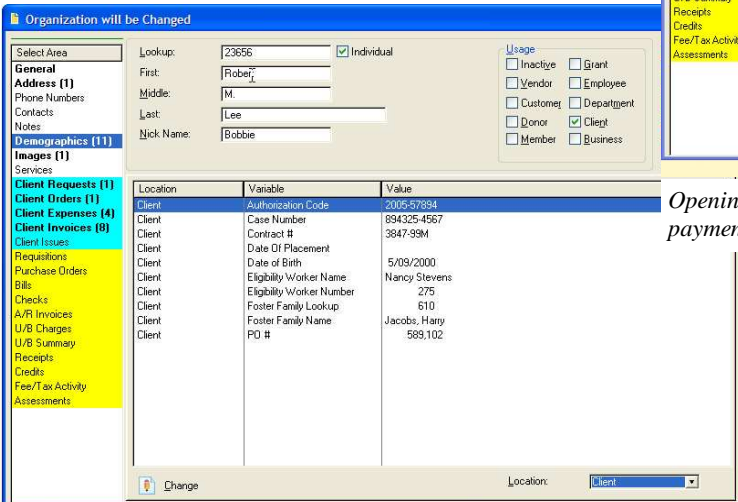 Organization will be Changed
Select Area
General
Address (1)
Phone Numbers
Contacts
Notes
Demographics (11)
Images (1)
Services
Client Requests (1)
Client Orders (1)
Client Expenses (4)
Client Invoices (8)
Client Issues
Requisitions
Purchase Orders
Bills
Checks
A/R Invoices
U/B Charges
U/B Summary
Receipts
Credits
Fee/Tax Activity
Assessments
Lookup: 23656 Individual
First: Rober
Middle: M.
Last: Lee
Nick Name: Bobbie
Usage
Inactive Grant
Vendor Employee
Customer Department
Donor Client
Member Business
Location Variable Value
Client Authorization Code 2005-57894
Client Case Number 894325-4567
Client Contract # 3847-99M
Client Date Of Placement
Client Date of Birth 5/09/2000
Client Eligibility Worker Name Nancy Stevens
Client Eligibility Worker Number 275
Client Foster Family Lookup 610
Client Foster Family Name Jacobs, Harry
Client PO # 589,102
Change
Location: Client
Receipts
Credits
Fee/Tax Activit
Assessments
Openin
paymen